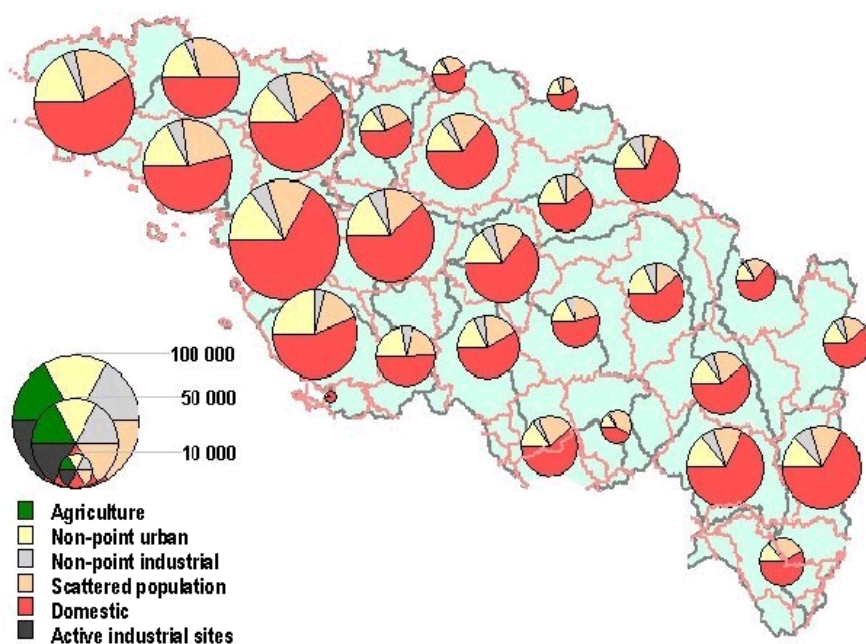 100 000
50 000
10 000
Agriculture
Non-point urban
Non-point industrial
Scattered population
Domestic
Active industrial sites